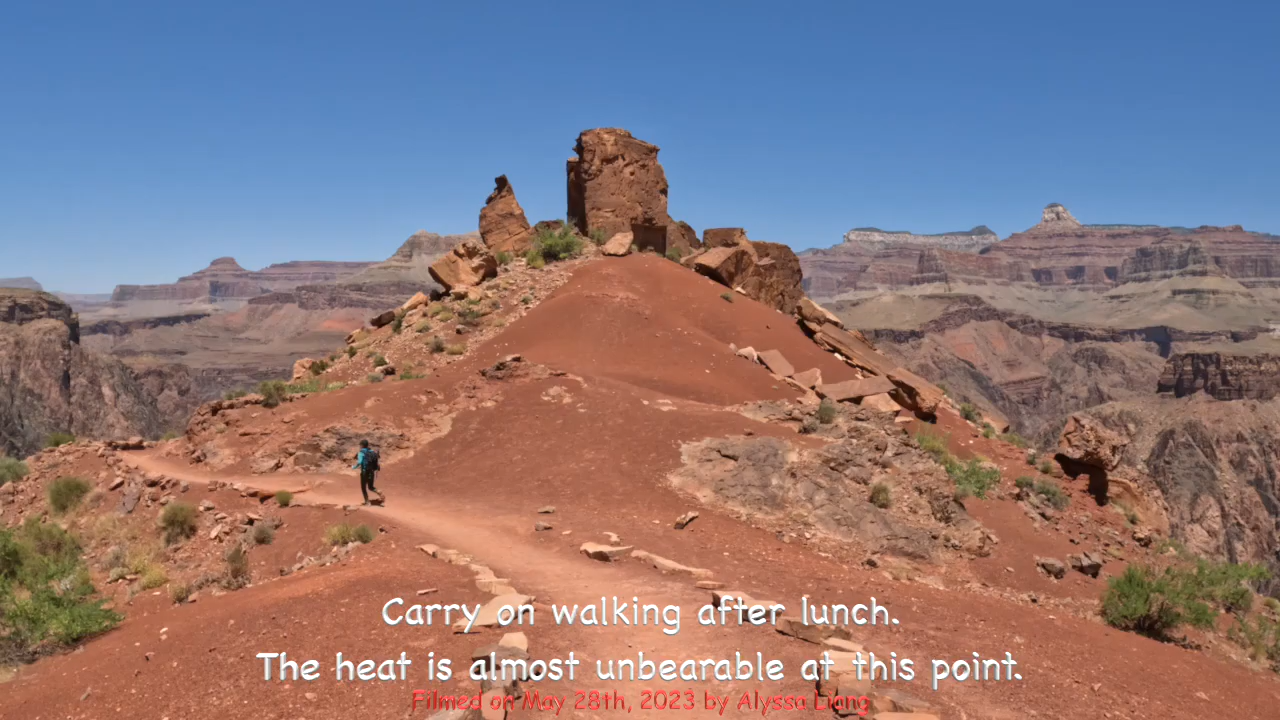 Carry on walking after lunch.
The heat is almost unbearable at this point.
Filmed on May 28th, 2023 by Alyssa Liang